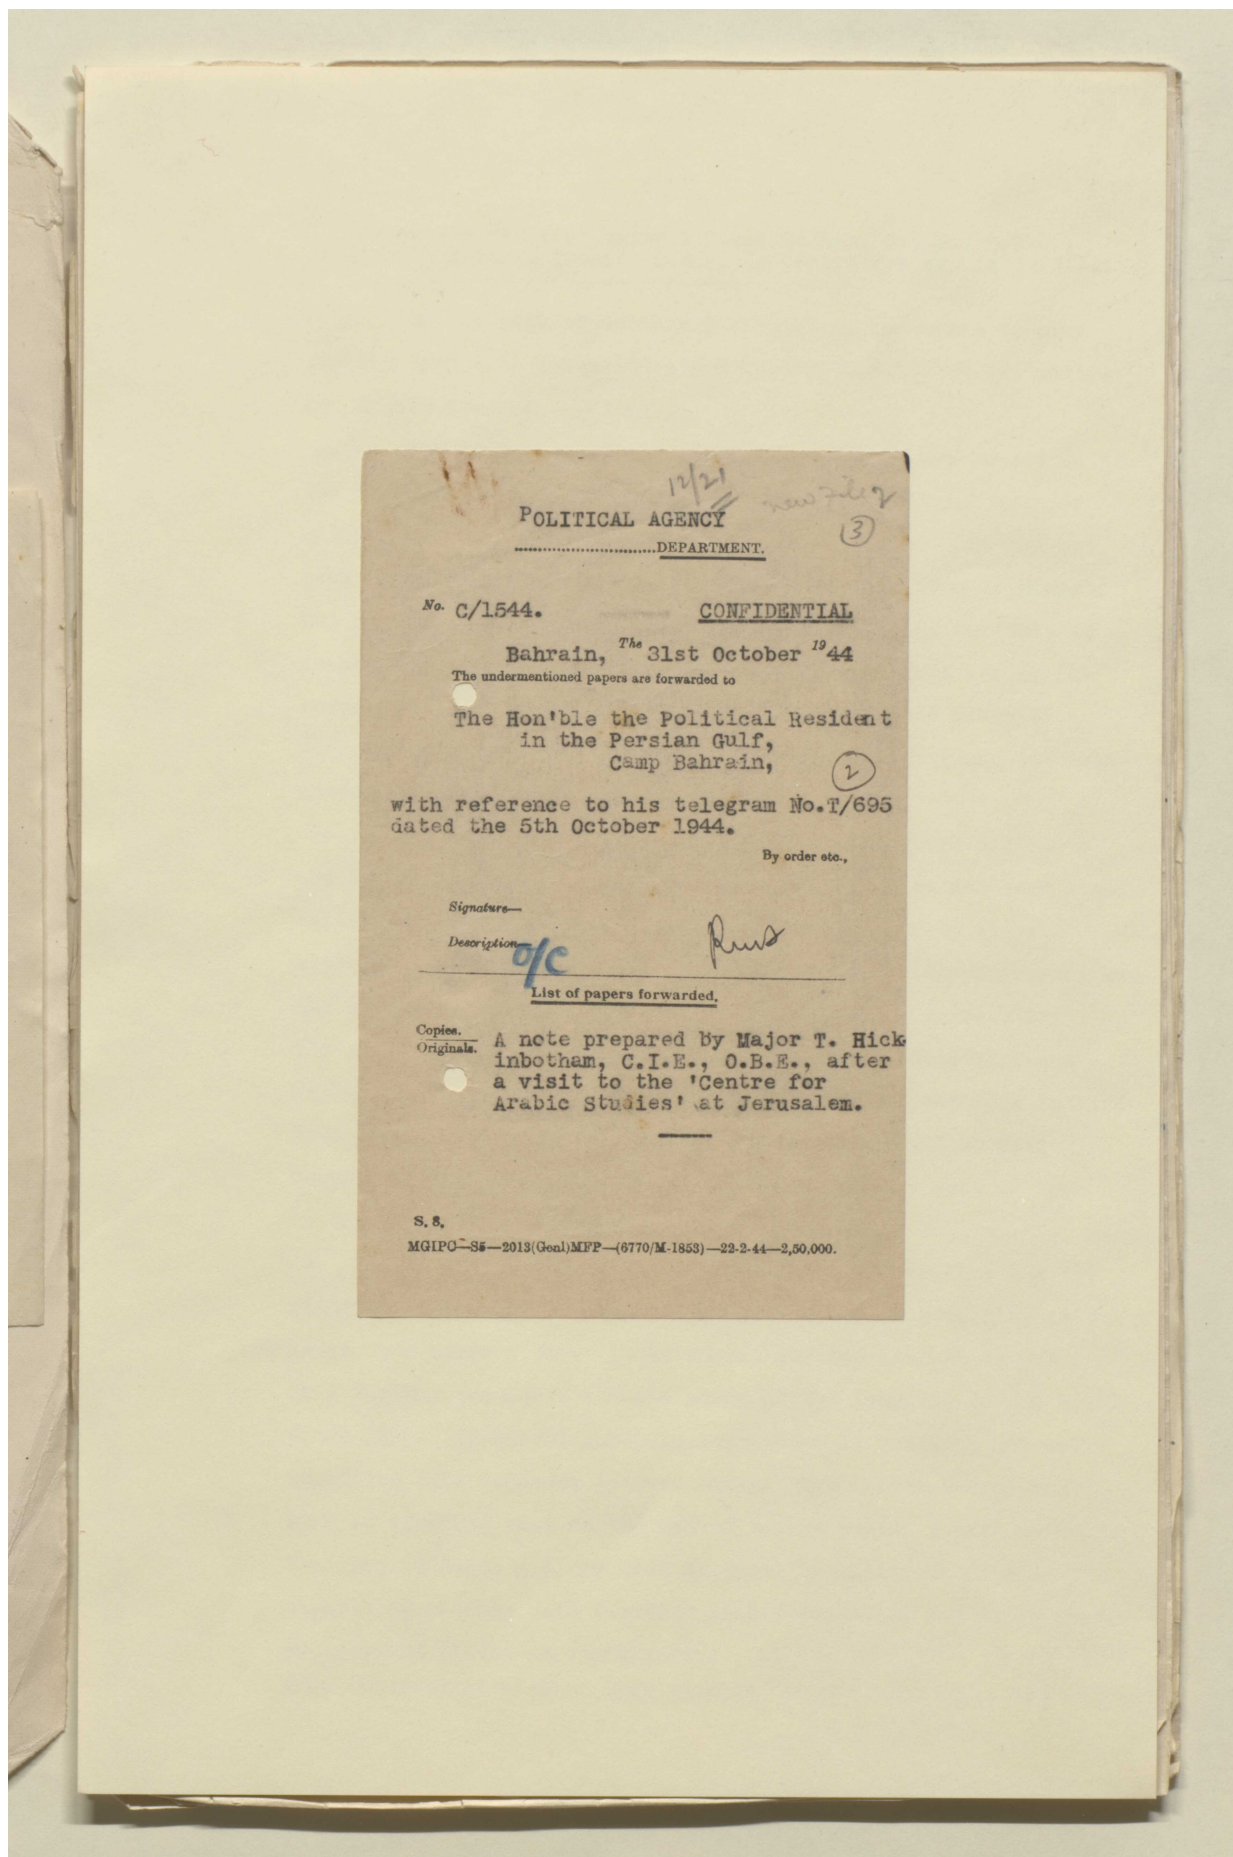 12/21
new File 2
3
POLITICAL AGENCY
..............................DEPARTMENT.
No. C/1544.
CONFIDENTIAL
Bahrain, The 31st October 1944
The undermentioned papers are forwarded to
The Hon'ble the Political Resident
in the Persian Gulf,
Camp Bahrain,
2
with reference to his telegram No.T/695
dated the 5th October 1944.
By order etc.,
Signature—
Description—
O/C
List of papers forwarded.
Copies.
Originals.
A note prepared by Major T. Hick-
inbotham, C.I.E., O.B.E., after
a visit to the 'Centre for
Arabic Studies' at Jerusalem.
S. 8.
MGIPC—S5—2013(Genl)MFP—(6770/M-1853)—22-2-44—2,50,000.